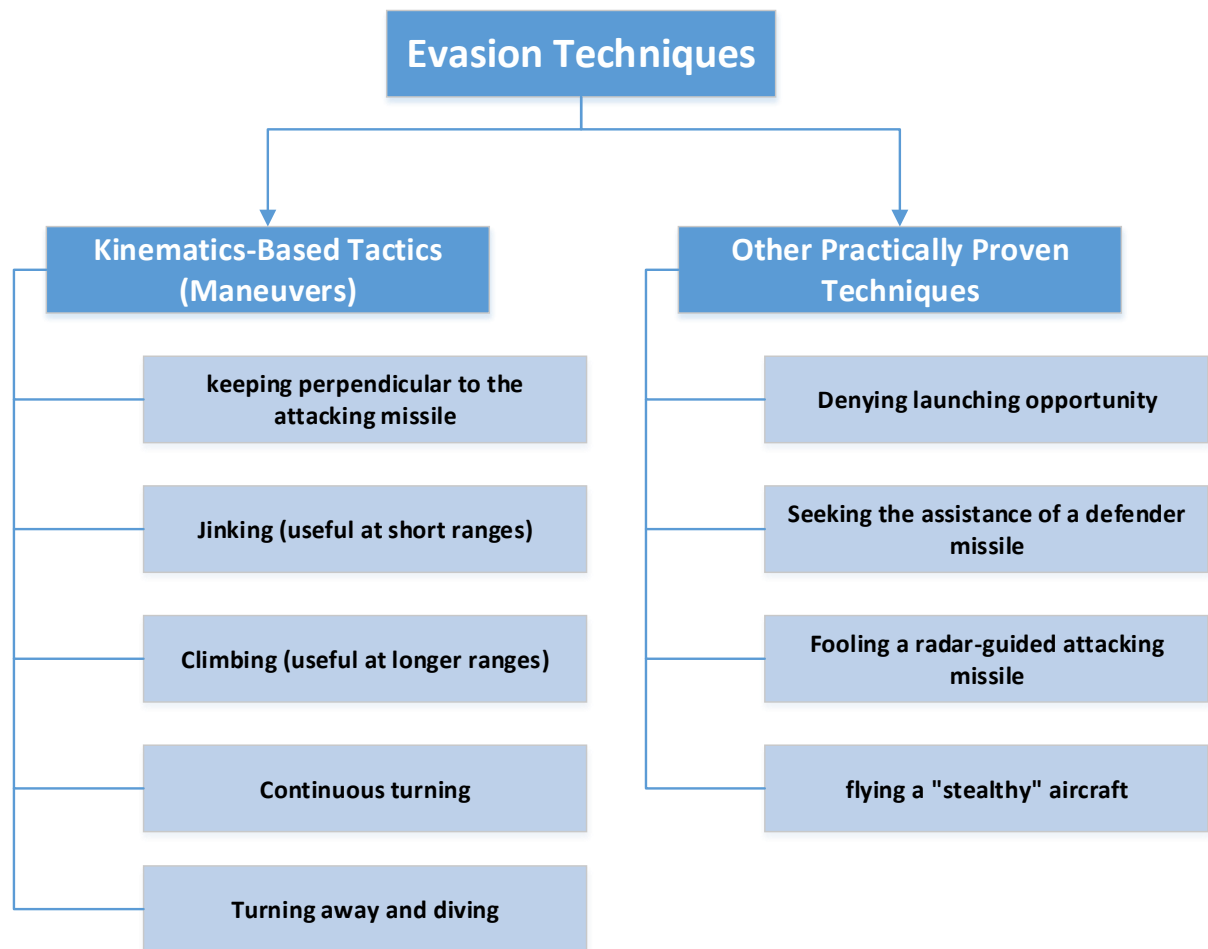 Evasion Techniques
Kinematics-Based Tactics
(Maneuvers)
keeping perpendicular to the
attacking missile
Jinking (useful at short ranges)
Climbing (useful at longer ranges)
Continuous turning
Turning away and diving
Other Practically Proven
Techniques
Denying launching opportunity
Seeking the assistance of a defender
missile
Fooling a radar-guided attacking
missile
flying a "stealthy" aircraft